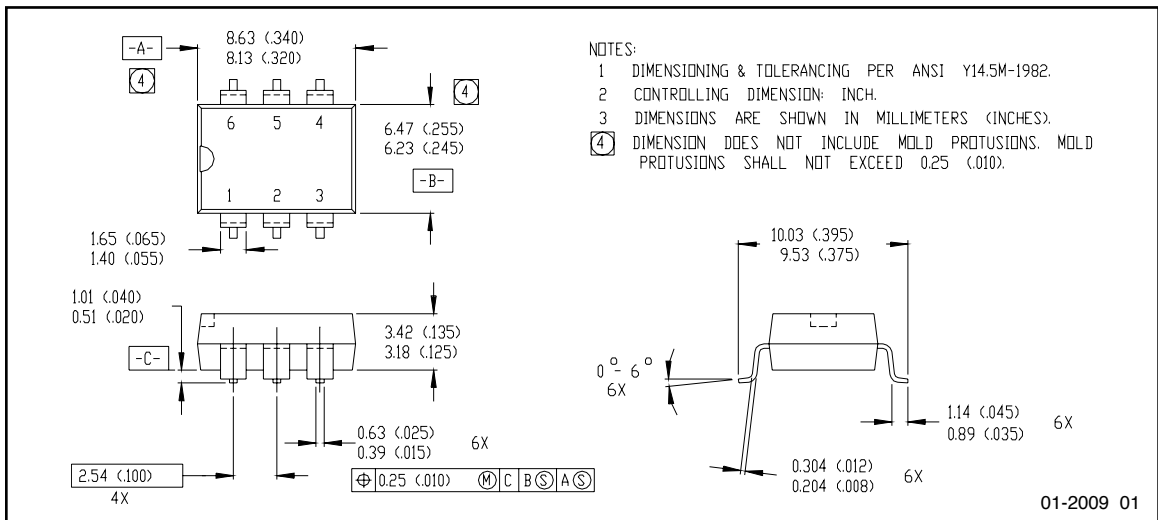 8.63 (.340)
8.13 (.320)
-A-
4
4
6 5 4
1 2 3
6.47 (.255)
6.23 (.245)
-B-
1.65 (.065)
1.40 (.055)
NOTES:
1 DIMENSIONING & TOLERANCING PER ANSI Y14.5M-1982.
2 CONTROLLING DIMENSION: INCH.
3 DIMENSIONS ARE SHOWN IN MILLIMETERS (INCHES).
4 DIMENSION DOES NOT INCLUDE MOLD PROTUSIONS. MOLD
PROTUSIONS SHALL NOT EXCEED 0.25 (.010).
1.01 (.040)
0.51 (.020)
-C-
3.42 (.135)
3.18 (.125)
0.63 (.025)
0.39 (.015)
6X
2.54 (.100)
4X
⌖ 0.25 (.010) Ⓜ C B Ⓢ A Ⓢ
10.03 (.395)
9.53 (.375)
0° - 6°
6X
1.14 (.045)
0.89 (.035)
6X
0.304 (.012)
0.204 (.008)
6X
01-2009 01